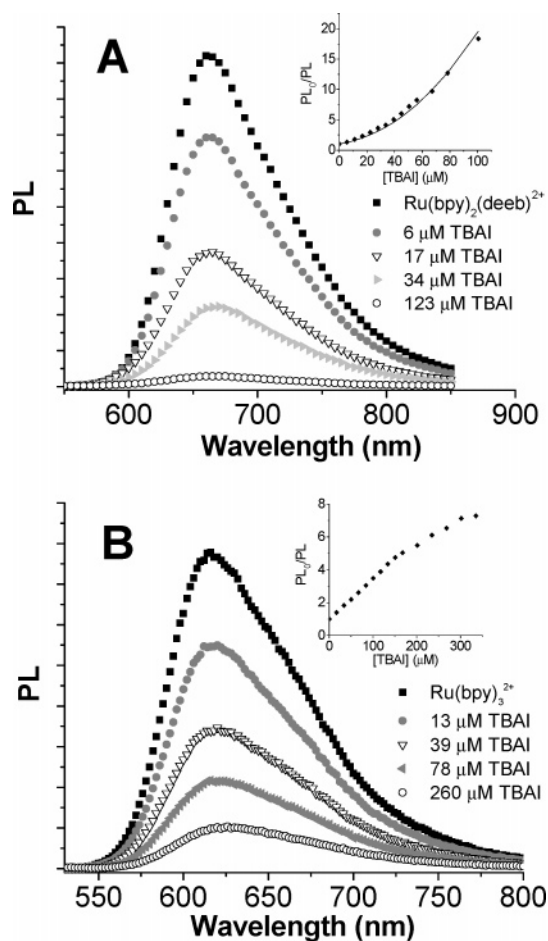 A
PL
PL₀/PL
20
15
10
5
0
0 20 40 60 80 100
[TBAI] (μM)
Ru(bpy)₂(deeb)²⁺
6 μM TBAI
17 μM TBAI
34 μM TBAI
123 μM TBAI
600 700 800 900
Wavelength (nm)
B
PL
PL₀/PL
8
6
4
2
0
0 100 200 300
[TBAI] (μM)
Ru(bpy)₃²⁺
13 μM TBAI
39 μM TBAI
78 μM TBAI
260 μM TBAI
550 600 650 700 750 800
Wavelength (nm)